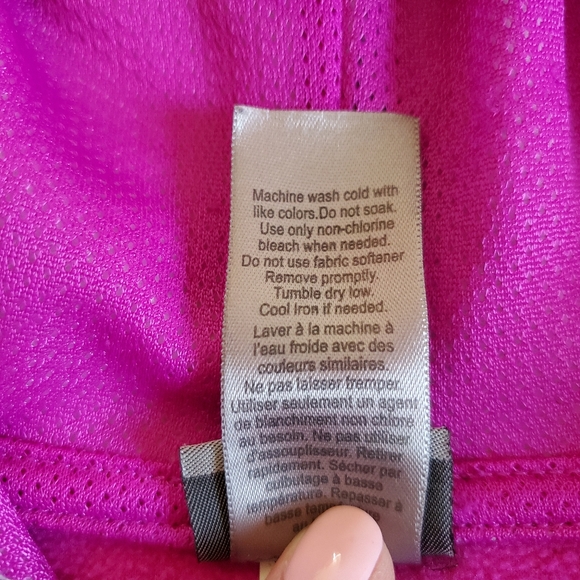 Machine wash cold with
like colors.Do not soak.
Use only non-chlorine
bleach when needed.
Do not use fabric softener
Remove promptly.
Tumble dry low.
Cool Iron if needed.
Laver à la machine à
l'eau froide avec des
couleurs similaires.
Ne pas laisser tremper.
Utiliser seulement un agent
de blanchiment non chlore
au besoin. Ne pas utiliser
d'assouplisseur. Retirer
rapidement. Sécher par
culbutage à basse
température. Repasser à
basse